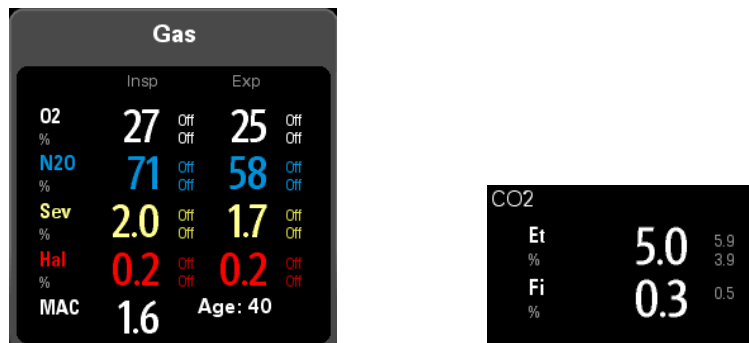 Gas
Insp Exp
O2 27 Off 25 Off
% Off Off
N2O 71 Off 58 Off
% Off Off
Sev 2.0 Off 1.7 Off
% Off Off
Hal 0.2 Off 0.2 Off
% Off Off
MAC 1.6 Age: 40
CO2
Et 5.0 5.9
% 3.9
Fi 0.3 0.5
%